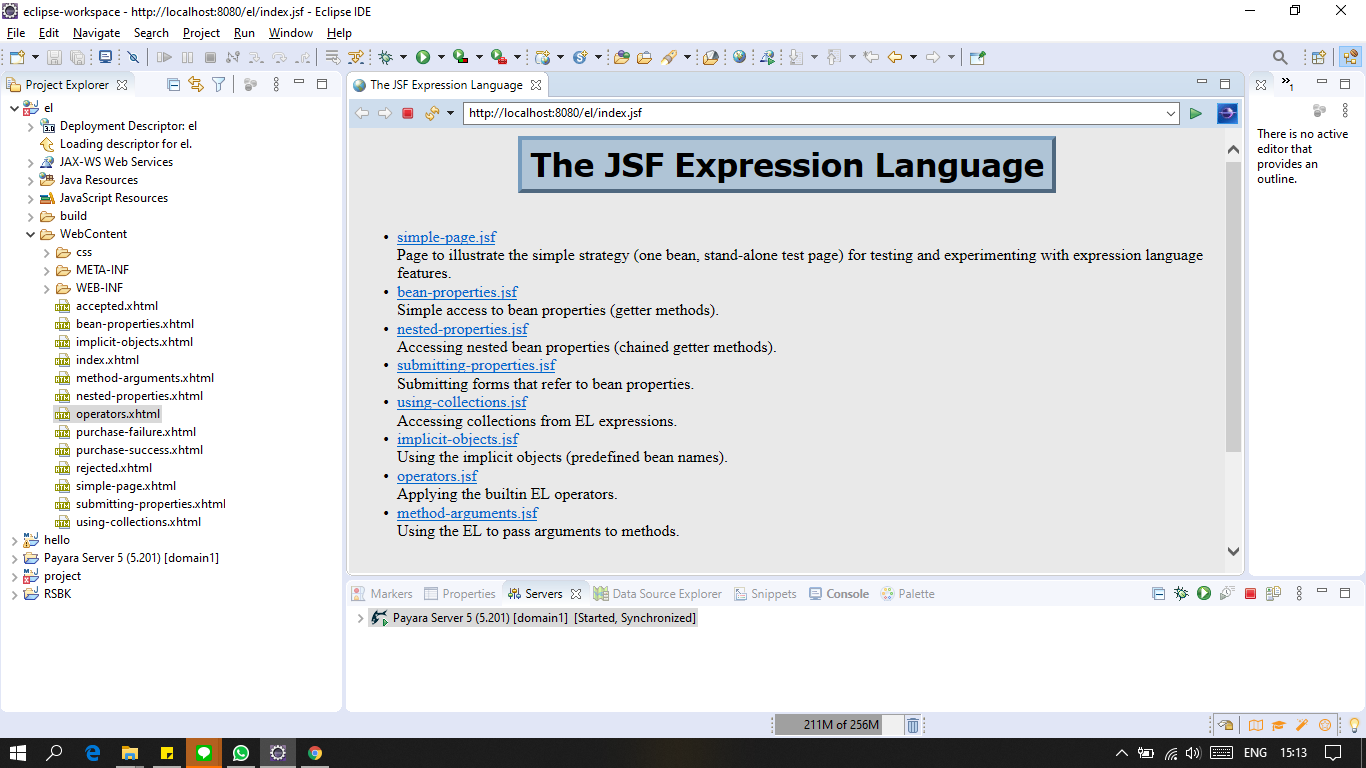 eclipse-workspace - http://localhost:8080/el/index.jsf - Eclipse IDE
File Edit Navigate Search Project Run Window Help
Project Explorer
el
Deployment Descriptor: el
Loading descriptor for el.
JAX-WS Web Services
Java Resources
JavaScript Resources
build
WebContent
css
META-INF
WEB-INF
accepted.xhtml
bean-properties.xhtml
implicit-objects.xhtml
index.xhtml
method-arguments.xhtml
nested-properties.xhtml
operators.xhtml
purchase-failure.xhtml
purchase-success.xhtml
rejected.xhtml
simple-page.xhtml
submitting-properties.xhtml
using-collections.xhtml
hello
Payara Server 5 (5.201) [domain1]
project
RSBK
The JSF Expression Language
http://localhost:8080/el/index.jsf
The JSF Expression Language
• simple-page.jsf
Page to illustrate the simple strategy (one bean, stand-alone test page) for testing and experimenting with expression language
features.
• bean-properties.jsf
Simple access to bean properties (getter methods).
• nested-properties.jsf
Accessing nested bean properties (chained getter methods).
• submitting-properties.jsf
Submitting forms that refer to bean properties.
• using-collections.jsf
Accessing collections from EL expressions.
• implicit-objects.jsf
Using the implicit objects (predefined bean names).
• operators.jsf
Applying the builtin EL operators.
• method-arguments.jsf
Using the EL to pass arguments to methods.
»1
There is no active
editor that
provides an
outline.
Markers Properties Servers Data Source Explorer Snippets Console Palette
Payara Server 5 (5.201) [domain1] [Started, Synchronized]
211M of 256M
ENG 15:13